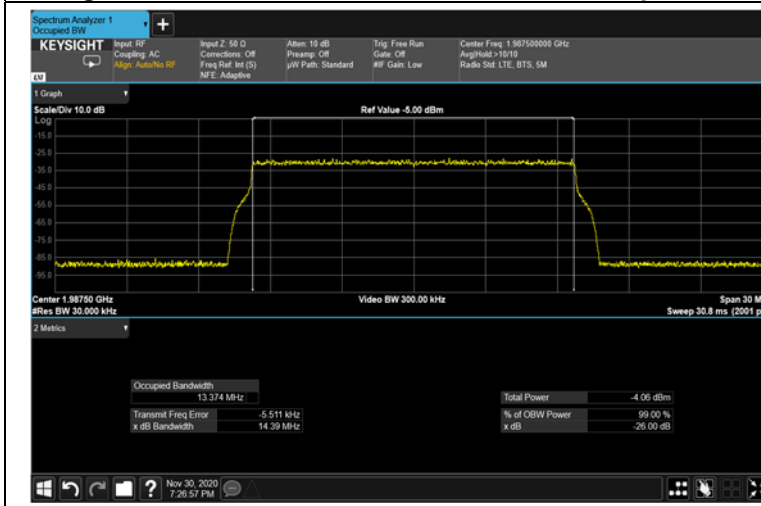 Spectrum Analyzer 1
Occupied BW
KEYSIGHT
Input: RF
Coupling: AC
Align: Auto/No RF
Input Z: 50 Ω
Corrections: Off
Freq Ref: Int (S)
NFE: Adaptive
Atten: 10 dB
Preamp: Off
µW Path: Standard
Trig: Free Run
Gate: Off
#IF Gain: Low
Center Freq: 1.987500000 GHz
Avg|Hold:>10/10
Radio Std: LTE, BTS, 5M
1 Graph
Scale/Div 10.0 dB
Ref Value -5.00 dBm
Log
-15.0
-25.0
-35.0
-45.0
-55.0
-65.0
-75.0
-85.0
-95.0
Center 1.98750 GHz
Video BW 300.00 kHz
Span 30 M
#Res BW 30.000 kHz
Sweep 30.8 ms (2001 p
2 Metrics
Occupied Bandwidth
13.374 MHz
Total Power -4.06 dBm
Transmit Freq Error -5.511 kHz
% of OBW Power 99.00 %
x dB Bandwidth 14.39 MHz
x dB -26.00 dB
?
Nov 30, 2020
7:26:57 PM